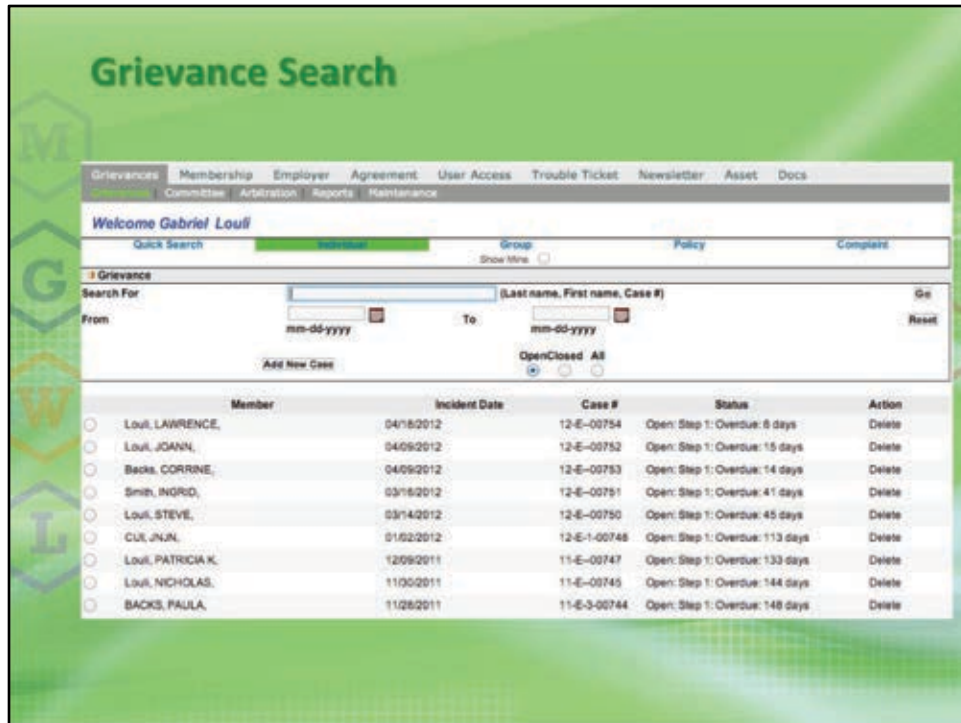 Grievance Search
M
G
W
L
Grievances Membership Employer Agreement User Access Trouble Ticket Newsletter Asset Docs
Grievances | Committee | Arbitration | Reports | Maintenance
Welcome Gabriel Louli
Quick Search Individual Group Policy Complaint
Show Mine
Grievance
Search For (Last name, First name, Case #) Go
From To Reset
mm-dd-yyyy mm-dd-yyyy
Add New Case OpenClosed All
Member Incident Date Case # Status Action
Louli, LAWRENCE, 04/18/2012 12-E--00754 Open: Step 1: Overdue: 6 days Delete
Louli, JOANN, 04/09/2012 12-E--00752 Open: Step 1: Overdue: 15 days Delete
Backs, CORRINE, 04/09/2012 12-E--00753 Open: Step 1: Overdue: 14 days Delete
Smith, INGRID, 03/16/2012 12-E--00751 Open: Step 1: Overdue: 41 days Delete
Louli, STEVE, 03/14/2012 12-E--00750 Open: Step 1: Overdue: 45 days Delete
CUI, JNJN, 01/02/2012 12-E-1-00746 Open: Step 1: Overdue: 113 days Delete
Louli, PATRICIA K, 12/09/2011 11-E--00747 Open: Step 1: Overdue: 133 days Delete
Louli, NICHOLAS, 11/30/2011 11-E--00745 Open: Step 1: Overdue: 144 days Delete
BACKS, PAULA, 11/28/2011 11-E-3-00744 Open: Step 1: Overdue: 148 days Delete